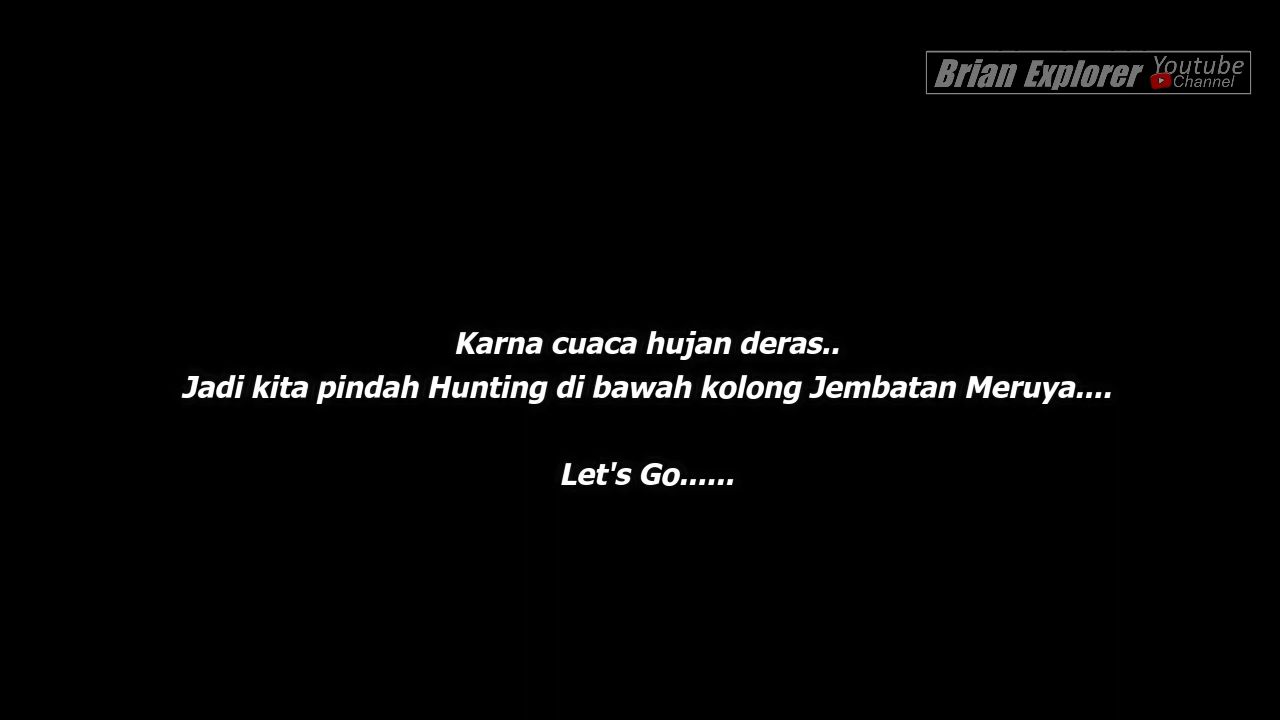 Brian Explorer Youtube
Channel
Karna cuaca hujan deras..
Jadi kita pindah Hunting di bawah kolong Jembatan Meruya....
Let's Go......